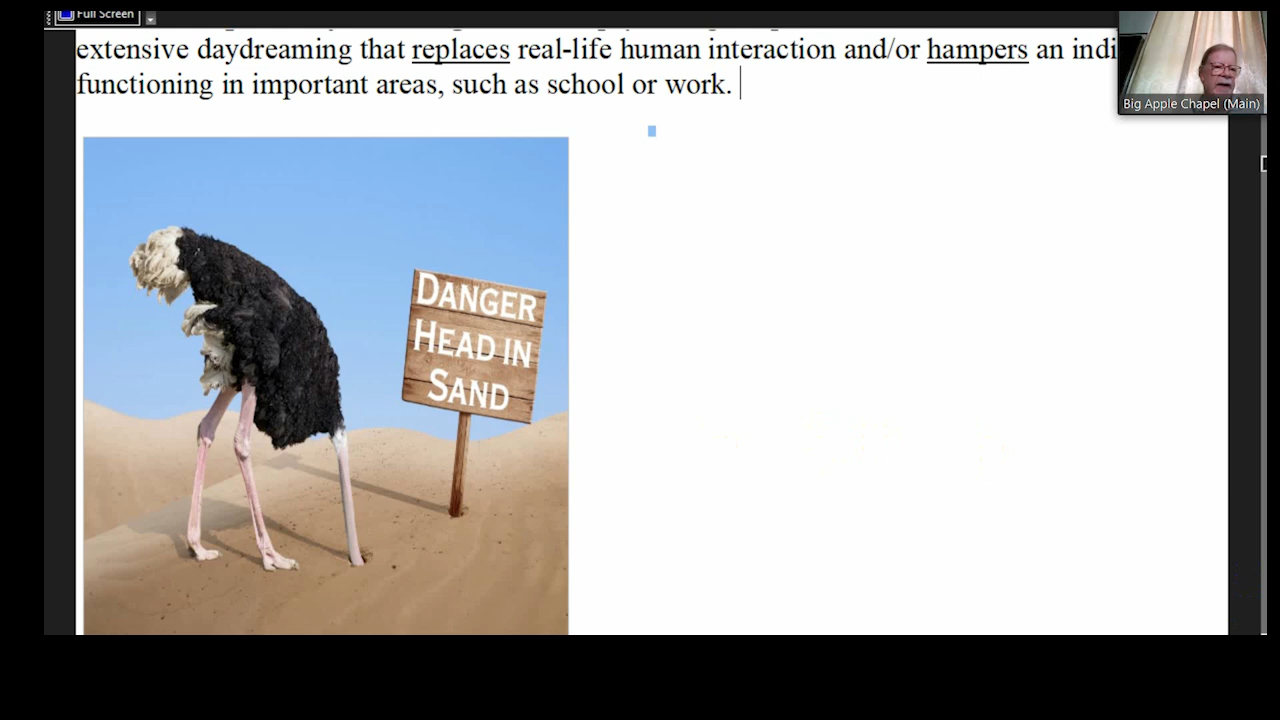 Full Screen
extensive daydreaming that replaces real-life human interaction and/or hampers an indi
functioning in important areas, such as school or work.
Big Apple Chapel (Main)
DANGER
HEAD IN
SAND